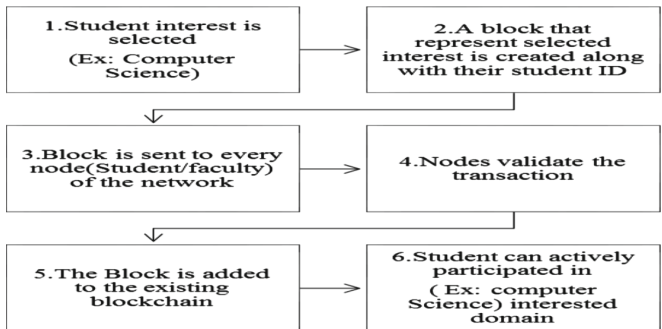 1.Student interest is
selected
(Ex: Computer
Science)
2.A block that
represent selected
interest is created along
with their student ID
3.Block is sent to every
node(Student/faculty)
of the network
4.Nodes validate the
transaction
5.The Block is added
to the existing
blockchain
6.Student can actively
participated in
( Ex: computer
Science) interested
domain